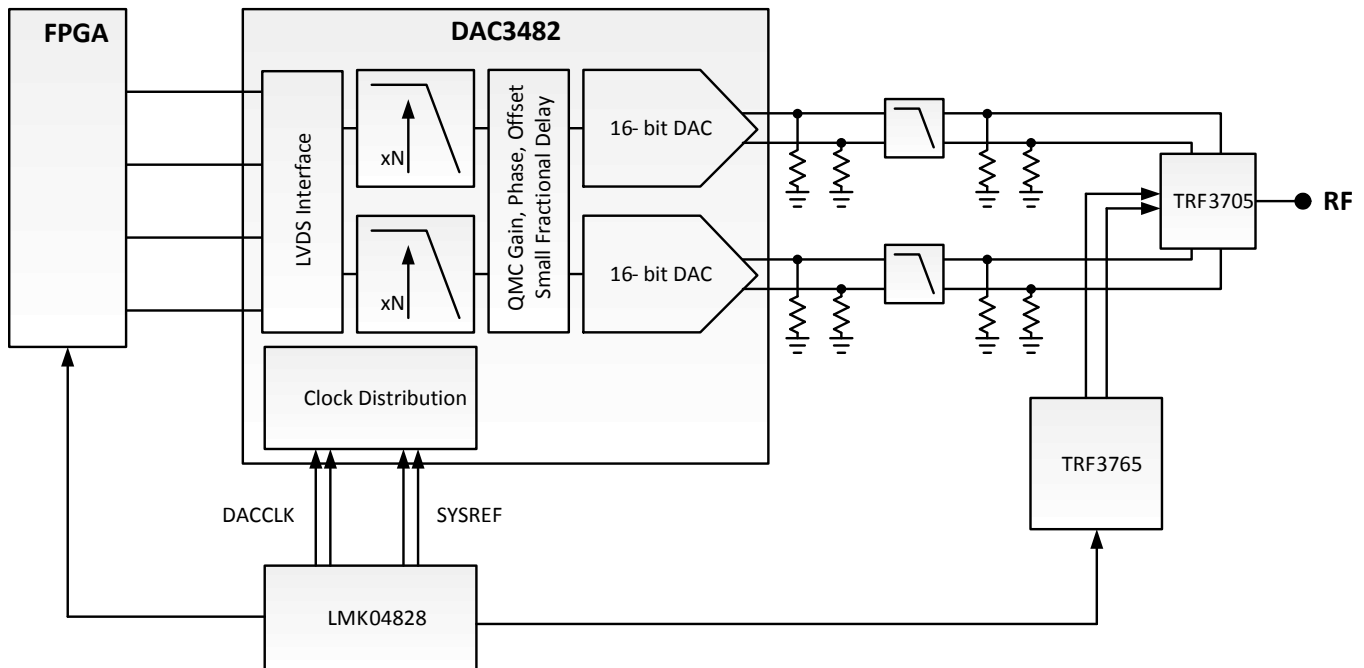 FPGA
DAC3482
LVDS Interface
xN
xN
QMC Gain, Phase, Offset
Small Fractional Delay
16- bit DAC
16- bit DAC
TRF3705
RF
Clock Distribution
TRF3765
DACCLK
SYSREF
LMK04828